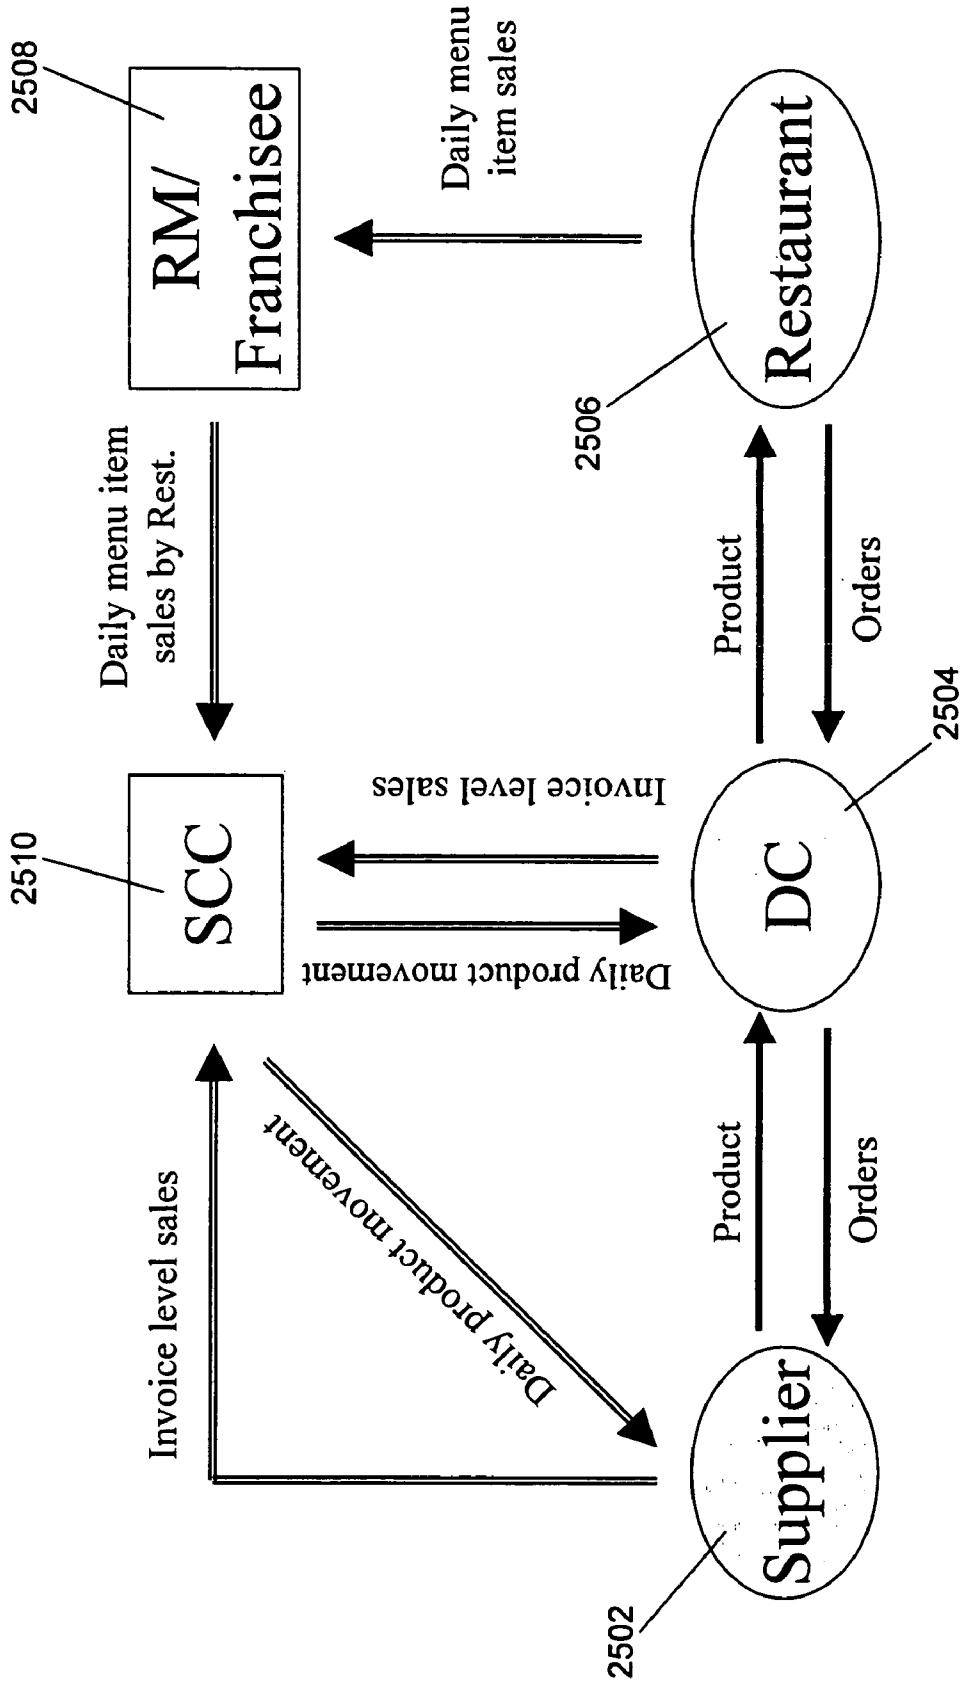 2510
2508
SCC
RM/
Franchisee
Invoice level sales
Daily menu item
sales by Rest.
Daily product movement
Daily product movement
Invoice level sales
Daily menu
item sales
2502
2506
Supplier
DC
Restaurant
Product
Product
Orders
Orders
2504